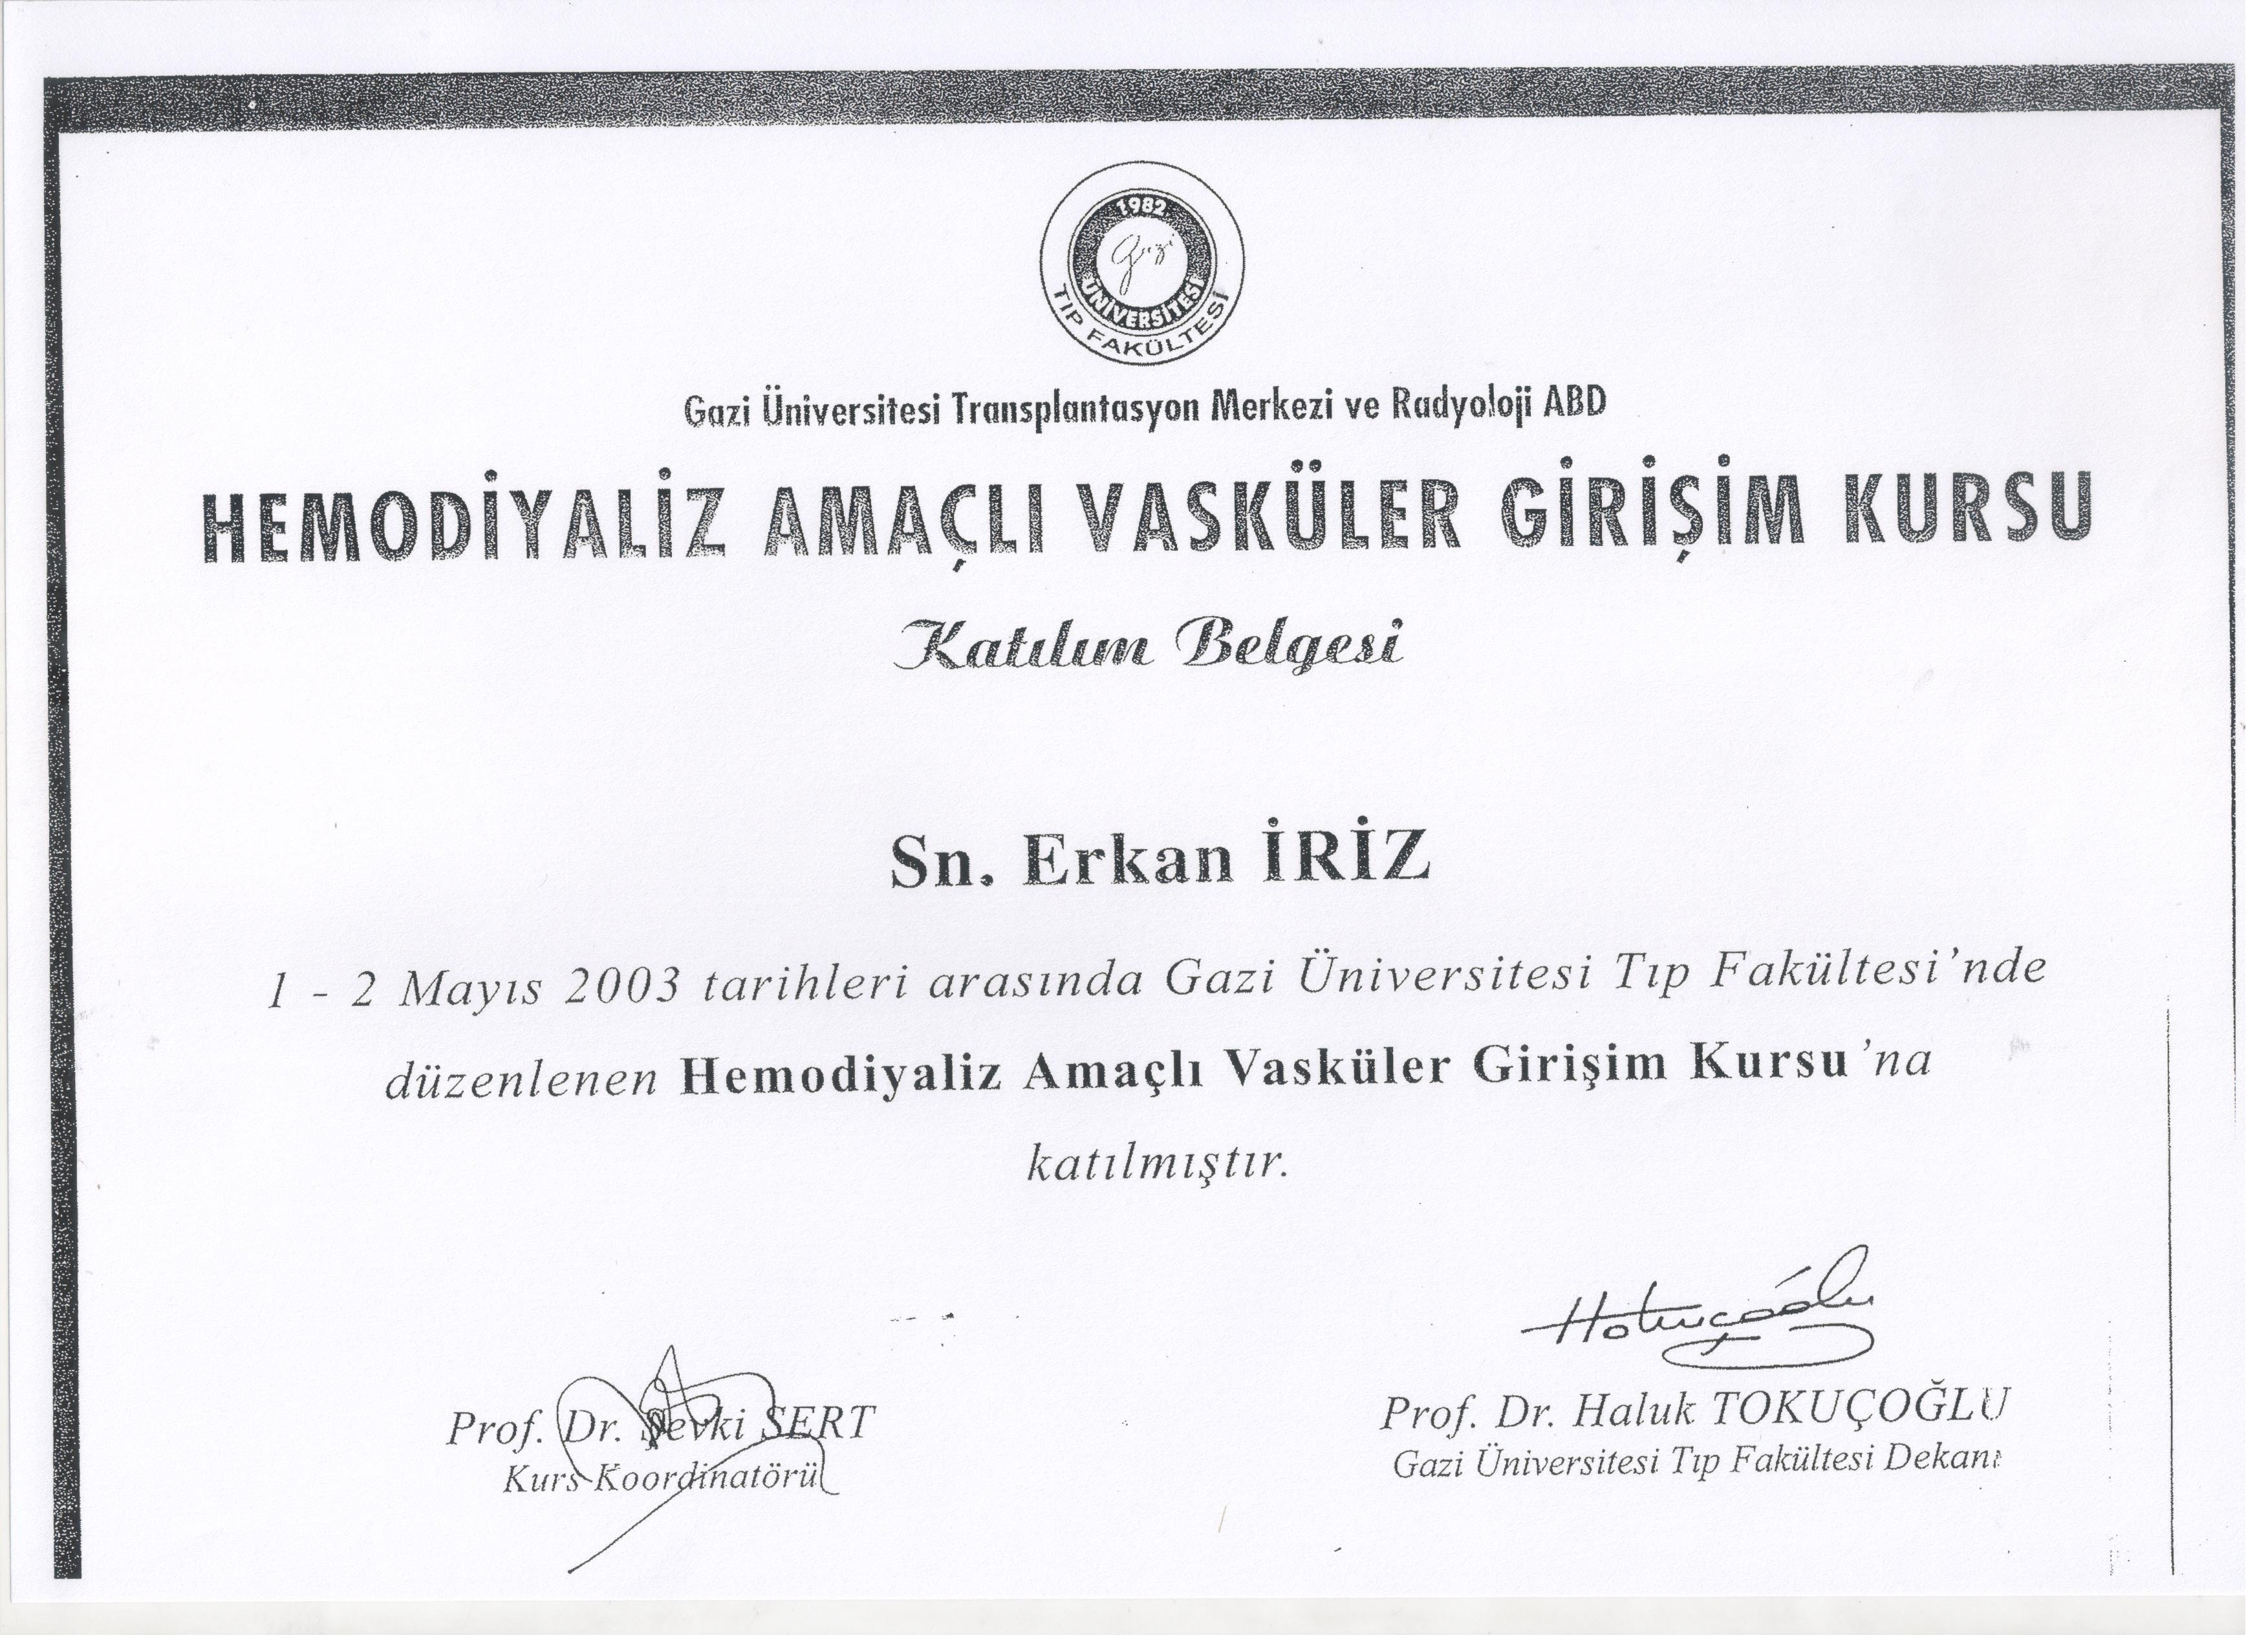 1982
Gazi
ÜNİVERSİTESİ
TIP FAKÜLTESİ
Gazi Üniversitesi Transplantasyon Merkezi ve Radyoloji ABD
HEMODİYALİZ AMAÇLI VASKÜLER GİRİŞİM KURSU
Katılım Belgesi
Sn. Erkan İRİZ
1 - 2 Mayıs 2003 tarihleri arasında Gazi Üniversitesi Tıp Fakültesi’nde
düzenlenen Hemodiyaliz Amaçlı Vasküler Girişim Kursu’na
katılmıştır.
Prof. Dr. Şevki SERT
Kurs Koordinatörü
Prof. Dr. Haluk TOKUÇOĞLU
Gazi Üniversitesi Tıp Fakültesi Dekanı